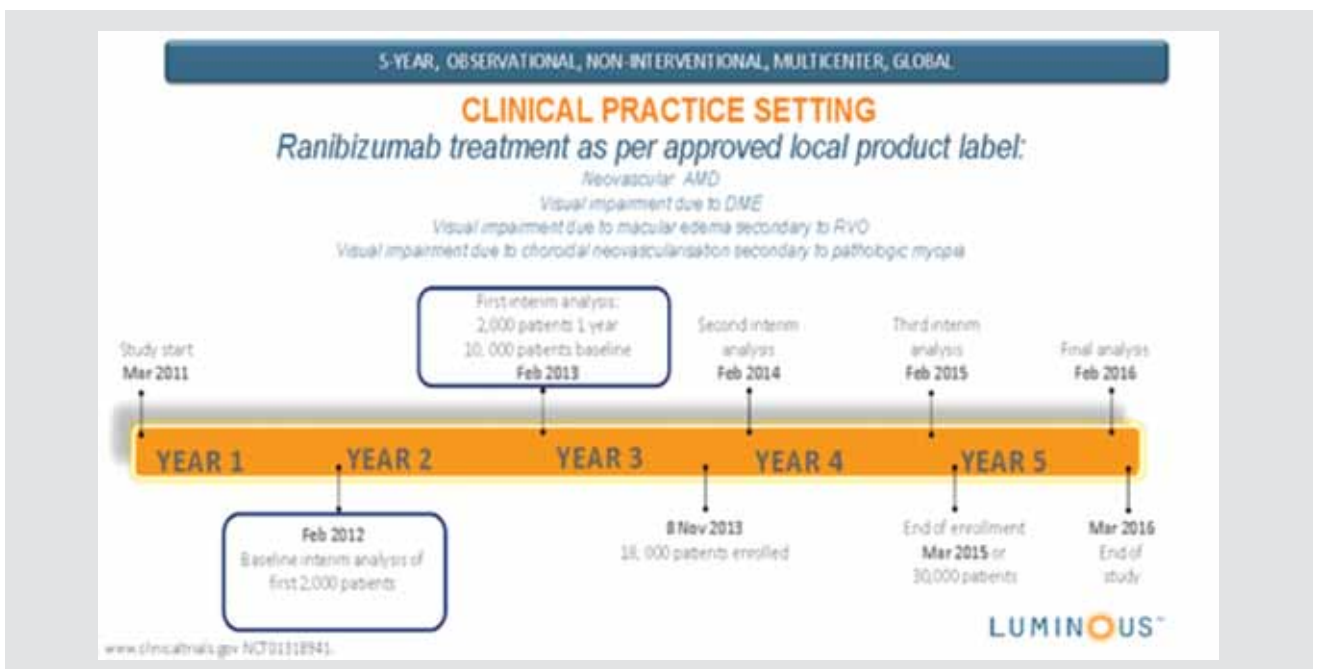 5-YEAR, OBSERVATIONAL, NON-INTERVENTIONAL, MULTICENTER, GLOBAL
CLINICAL PRACTICE SETTING
Ranibizumab treatment as per approved local product label:
Neovascular AMD
Visual impairment due to DME
Visual impairment due to macular edema secondary to RVO
Visual impairment due to choroidal neovascularisation secondary to pathologic myopia
Study start
Mar 2011
First interim analysis:
2,000 patients 1 year
10, 000 patients baseline
Feb 2013
Second interim
analysis
Feb 2014
Third interim
analysis
Feb 2015
Final analysis
Feb 2016
YEAR 1
YEAR 2
YEAR 3
YEAR 4
YEAR 5
Feb 2012
Baseline interim analysis of
first 2,000 patients
8 Nov 2013
18, 000 patients enrolled
End of enrollment
Mar 2015 or
30,000 patients
Mar 2016
End of
study
LUMINOUS™
www.clinicaltrials.gov NCT01318941.